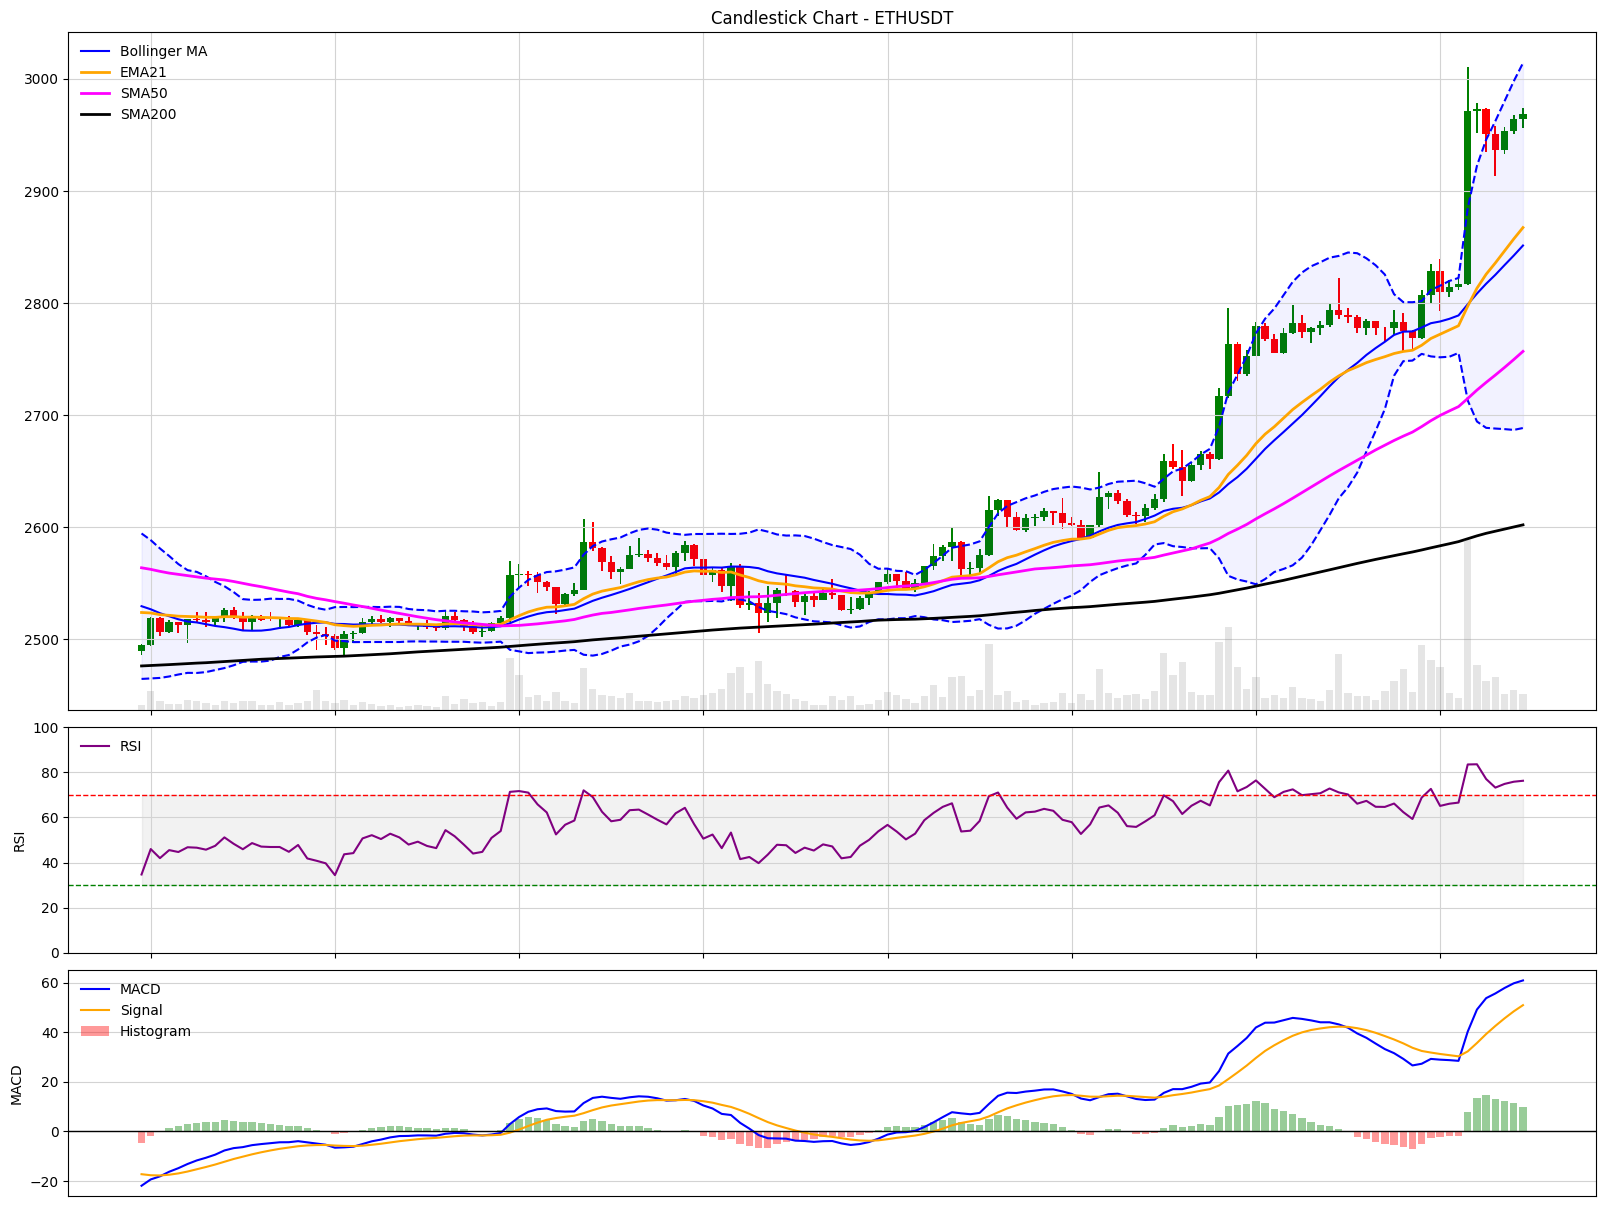 Candlestick Chart - ETHUSDT
Bollinger MA
EMA21
SMA50
SMA200
3000
2900
2800
2700
2600
2500
RSI
100
80
60
40
20
0
RSI
MACD
Signal
Histogram
60
40
20
0
−20
MACD